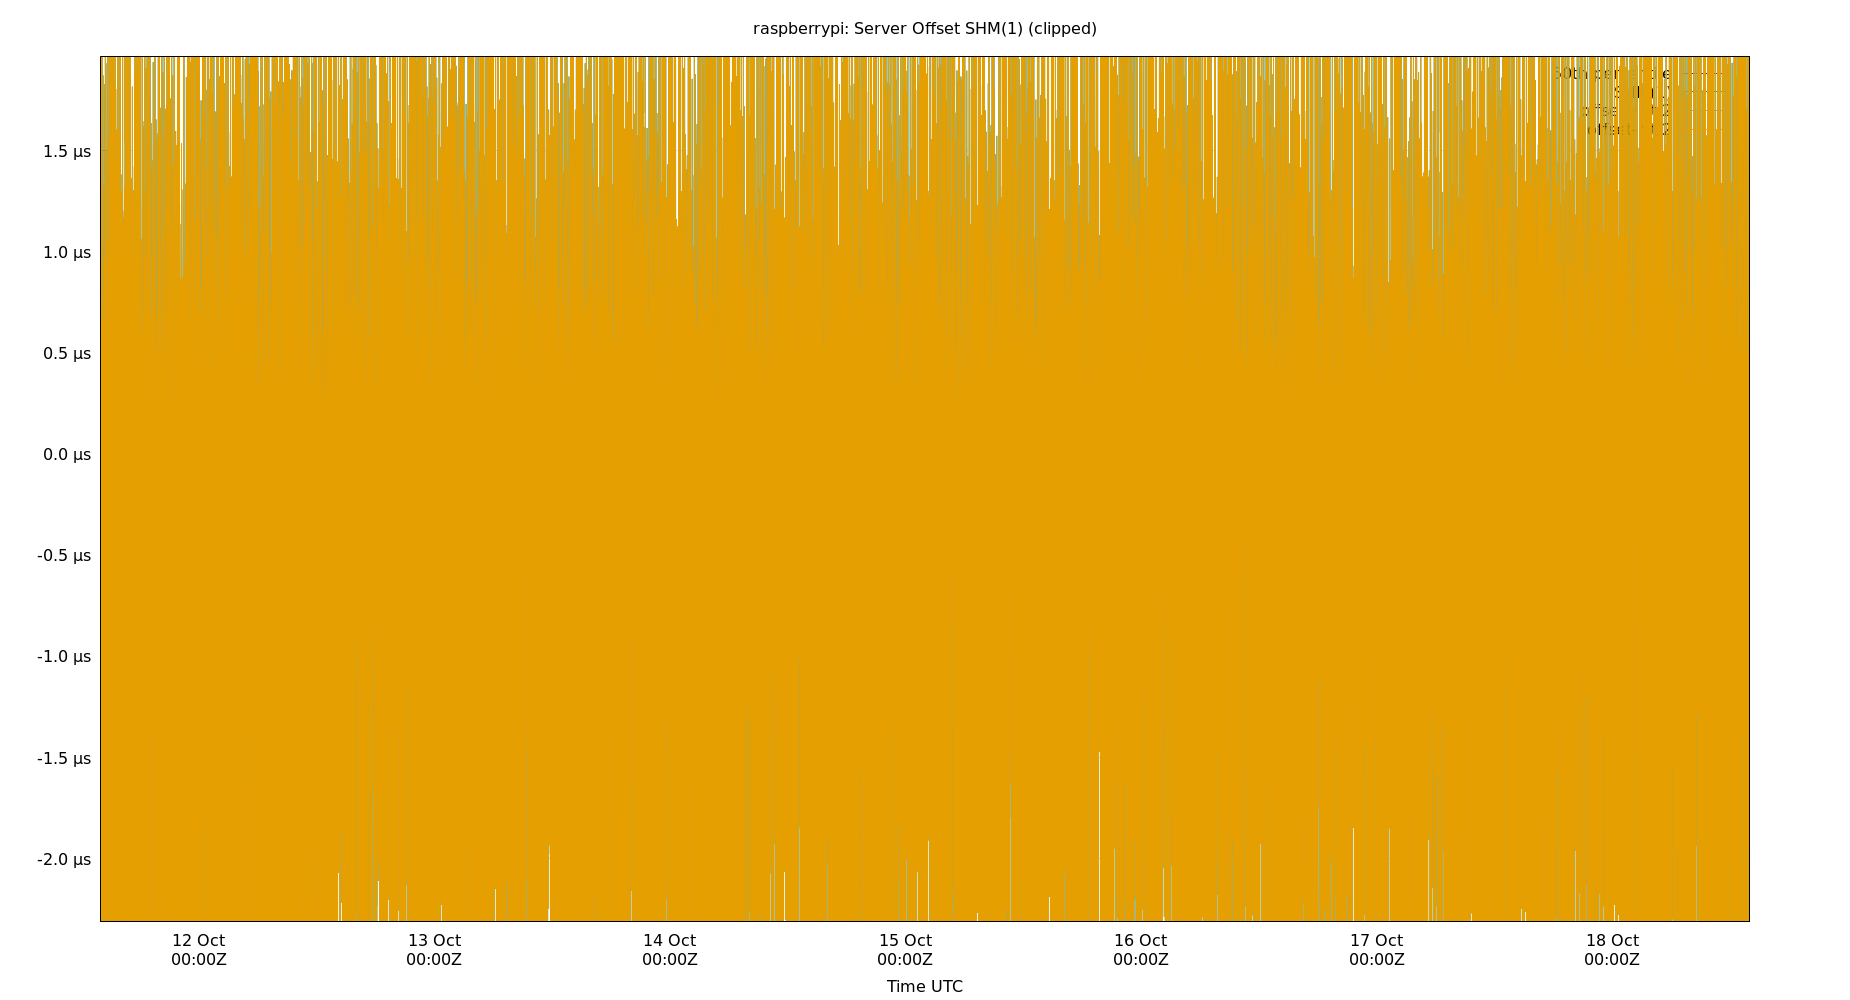 raspberrypi: Server Offset SHM(1) (clipped)
1.5 µs
1.0 µs
0.5 µs
0.0 µs
-0.5 µs
-1.0 µs
-1.5 µs
-2.0 µs
12 Oct 13 Oct 14 Oct 15 Oct 16 Oct 17 Oct 18 Oct
00:00Z 00:00Z 00:00Z 00:00Z 00:00Z 00:00Z 00:00Z
Time UTC